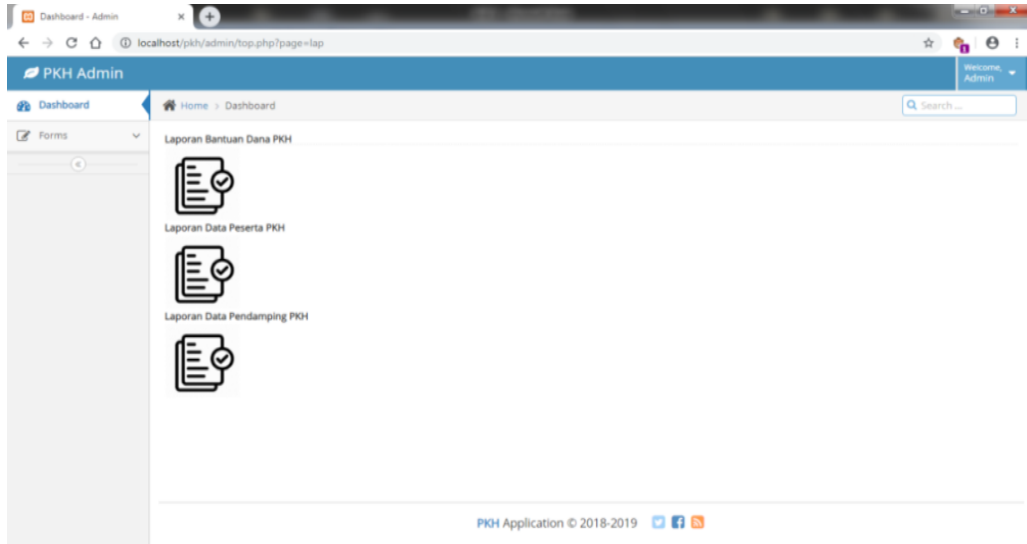 Dashboard - Admin
localhost/pkh/admin/top.php?page=lap
PKH Admin
Welcome,
Admin
Dashboard
Home > Dashboard
Search ...
Forms
Laporan Bantuan Dana PKH
Laporan Data Peserta PKH
Laporan Data Pendamping PKH
PKH Application © 2018-2019